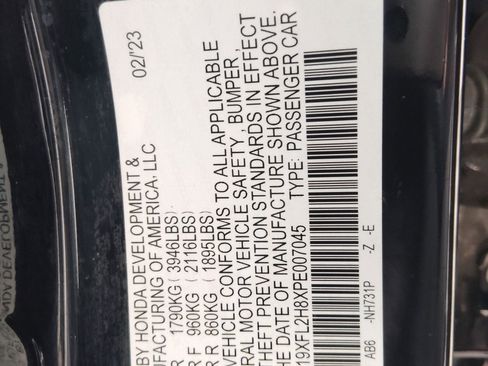 BY HONDA DEVELOPMENT &
OF AMERICA, LLC 02/'23
1790KG (3946LBS)
R F 960KG (2116LBS)
R R 860KG (1895LBS)
VEHICLE CONFORMS TO ALL APPLICABLE
MOTOR VEHICLE SAFETY, BUMPER,
THEFT PREVENTION STANDARDS IN EFFECT
THE DATE OF MANUFACTURE SHOWN ABOVE.
19XFL2H8XPE007045 TYPE: PASSENGER CAR
AB6 -NH731P -Z -E